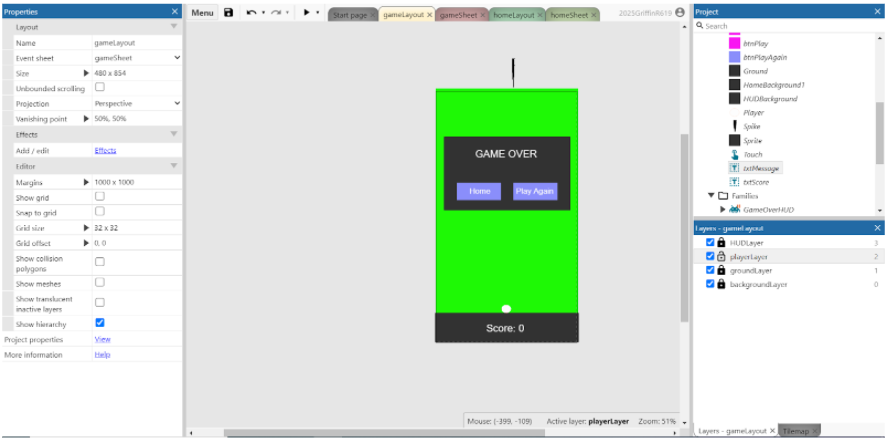 Properties
Layout
Name gameLayout
Event sheet gameSheet
Size 480 x 854
Unbounded scrolling
Projection Perspective
Vanishing point 50%, 50%
Effects
Add / edit Effects
Editor
Margins 1000 x 1000
Show grid
Snap to grid
Grid size 32 x 32
Grid offset 0, 0
Show collision
polygons
Show meshes
Show translucent
inactive layers
Show hierarchy
Project properties View
More information Help
Menu
Start page gameLayout gameSheet homeLayout homeSheet
2025GriffinR619
GAME OVER
Home Play Again
Score: 0
Mouse: (-399, -109) Active layer: playerLayer Zoom: 51%
Project
Search
btnPlay
btnPlayAgain
Ground
HomeBackground1
HUDBackground
Player
Spike
Sprite
Touch
txtMessage
txtScore
Families
GameOverHUD
Layers - gameLayout
HUDLayer 3
playerLayer 2
groundLayer 1
backgroundLayer 0
Layers - gameLayout Tilemap